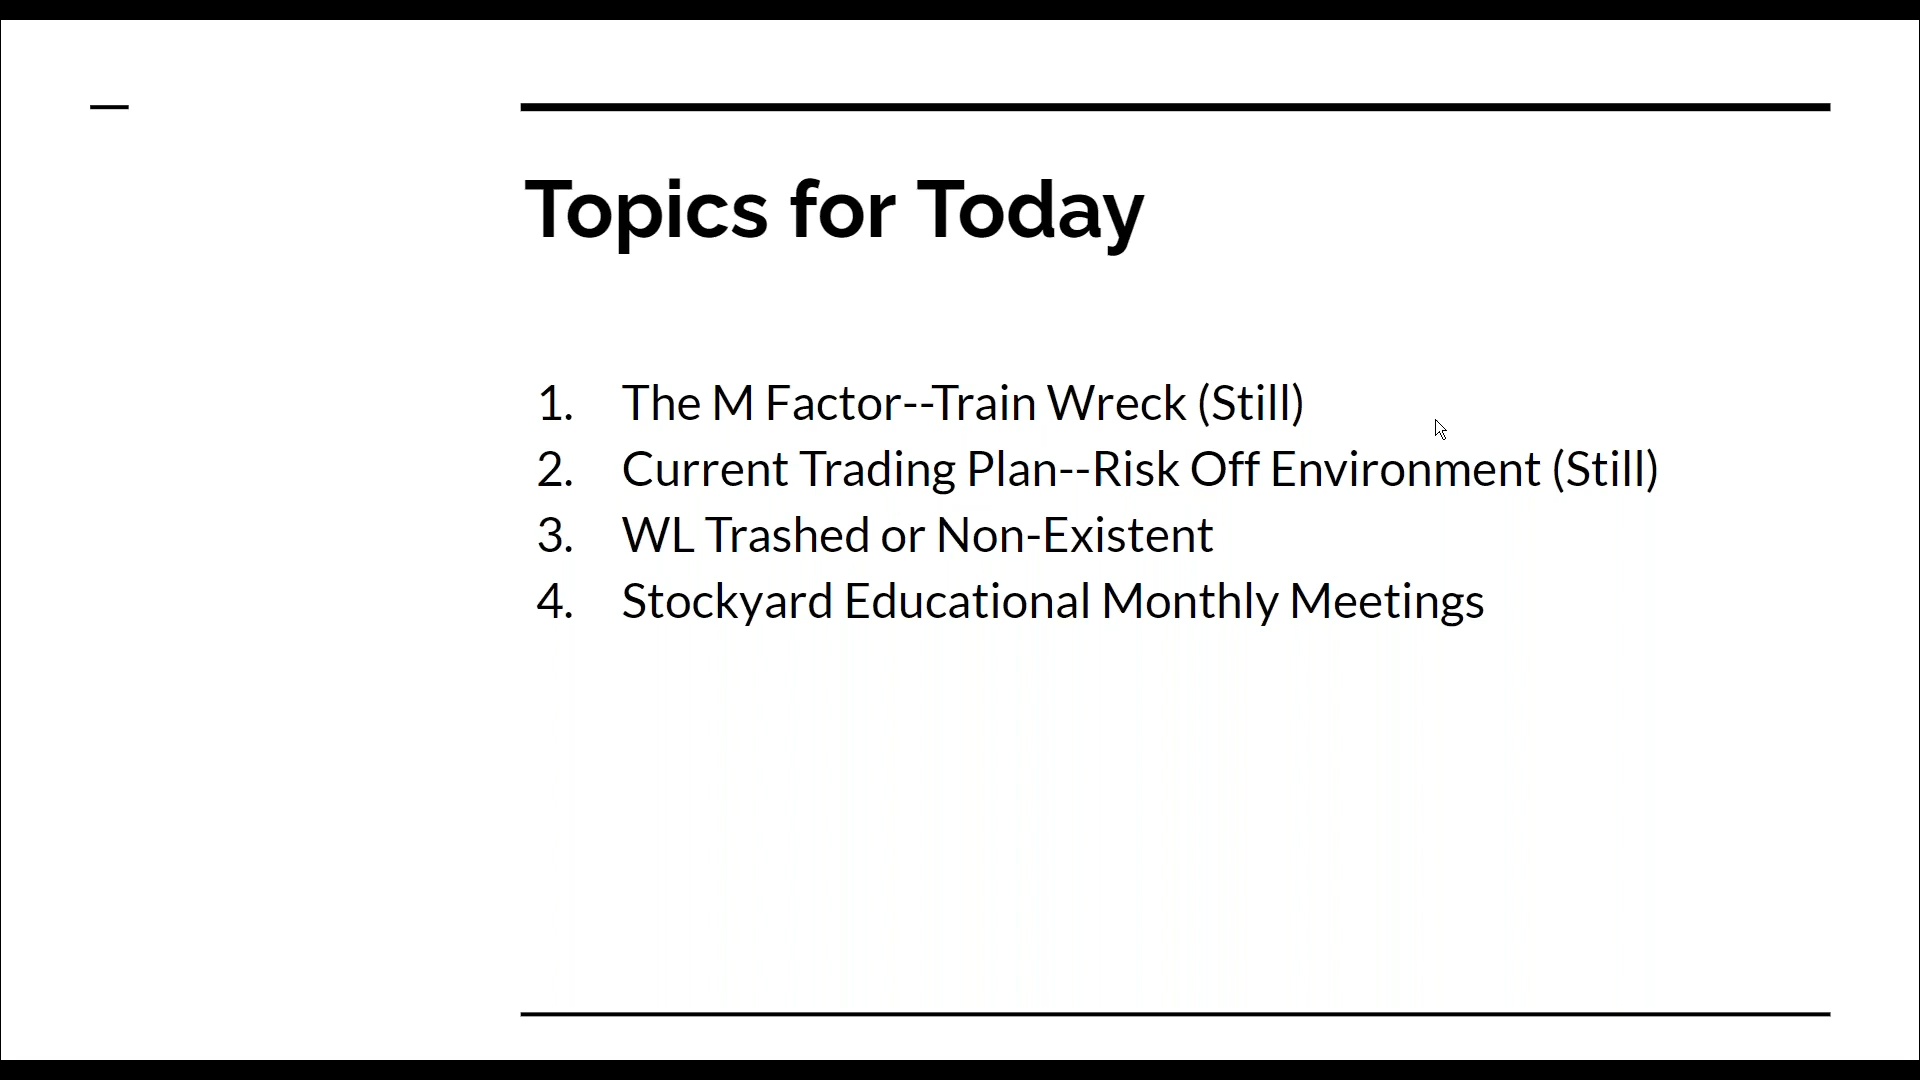 Topics for Today
1. The M Factor--Train Wreck (Still)
2. Current Trading Plan--Risk Off Environment (Still)
3. WL Trashed or Non-Existent
4. Stockyard Educational Monthly Meetings